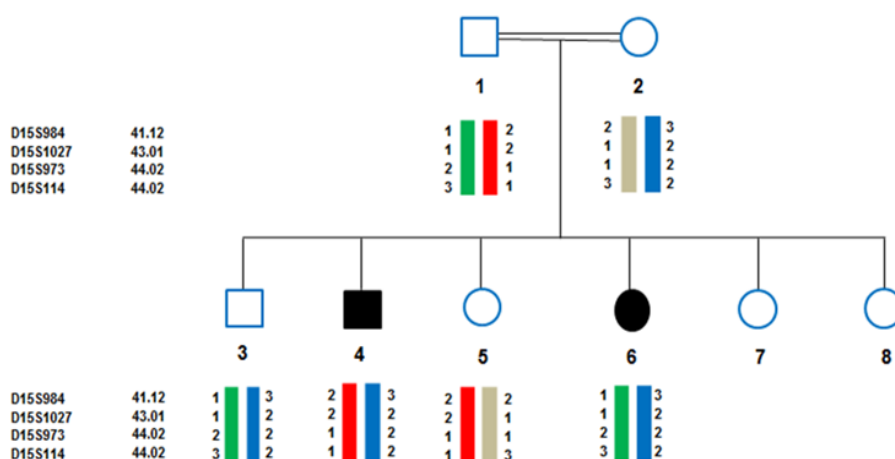 1 2
D15S984 41.12 1 2 2 3
D15S1027 43.01 1 2 1 2
D15S973 44.02 2 1 1 2
D15S114 44.02 3 1 3 2
3 4 5 6 7 8
D15S984 41.12 1 3 2 3 2 2 1 3
D15S1027 43.01 1 2 2 2 2 1 1 2
D15S973 44.02 2 2 1 2 1 1 2 2
D15S114 44.02 3 2 1 2 1 3 3 2